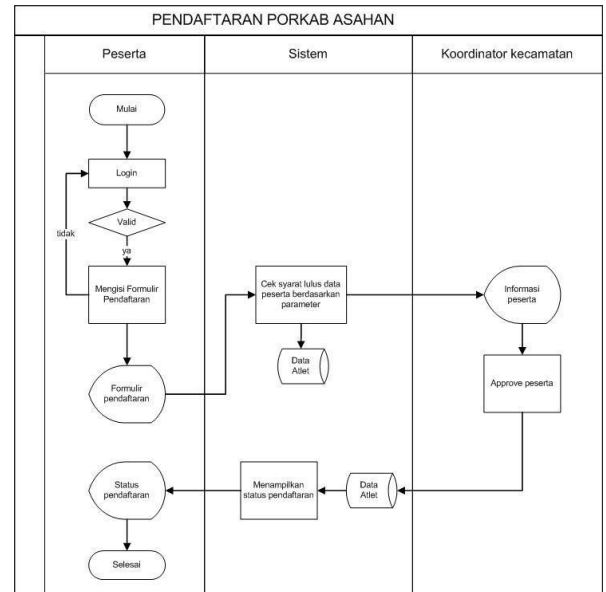 PENDAFTARAN PORKAB ASAHAN
Peserta
Sistem
Koordinator kecamatan
Mulai
Login
Valid
tidak
ya
Mengisi Formulir
Pendaftaran
Cek syarat lulus data
peserta berdasarkan
parameter
Informasi
peserta
Data
Atlet
Formulir
pendaftaran
Approve peserta
Status
pendaftaran
Menampilkan
status pendaftaran
Data
Atlet
Selesai